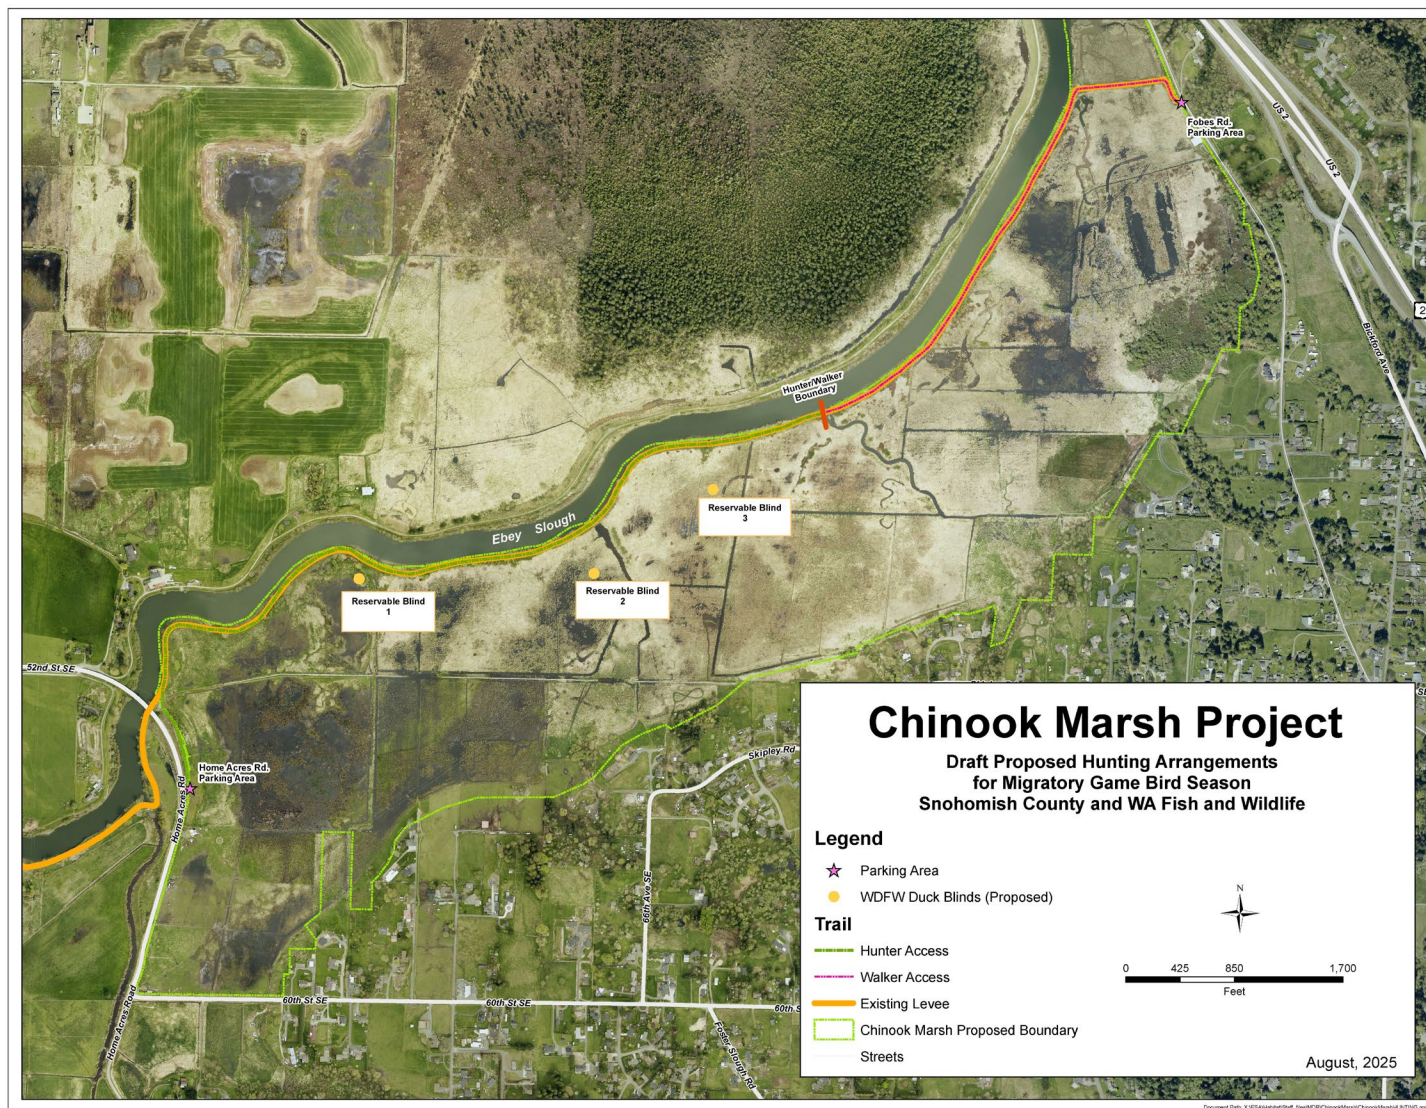 US 2
Fobes Rd.
Parking Area
US 2
2
Bickford Ave
Hunter/Walker
Boundary
Reservable Blind
3
Ebey Slough
Reservable Blind
2
Reservable Blind
1
52nd St SE
Home Acres Rd.
Parking Area
Home Acres Rd
Skipley Rd
66th Ave SE
60th St SE
60th St SE
60th S
Home Acres Road
Foster Slough Rd
Chinook Marsh Project
Draft Proposed Hunting Arrangements
for Migratory Game Bird Season
Snohomish County and WA Fish and Wildlife
Legend
Parking Area
WDFW Duck Blinds (Proposed)
Trail
Hunter Access
Walker Access
Existing Levee
Chinook Marsh Proposed Boundary
Streets
N
0 425 850 1,700
Feet
August, 2025